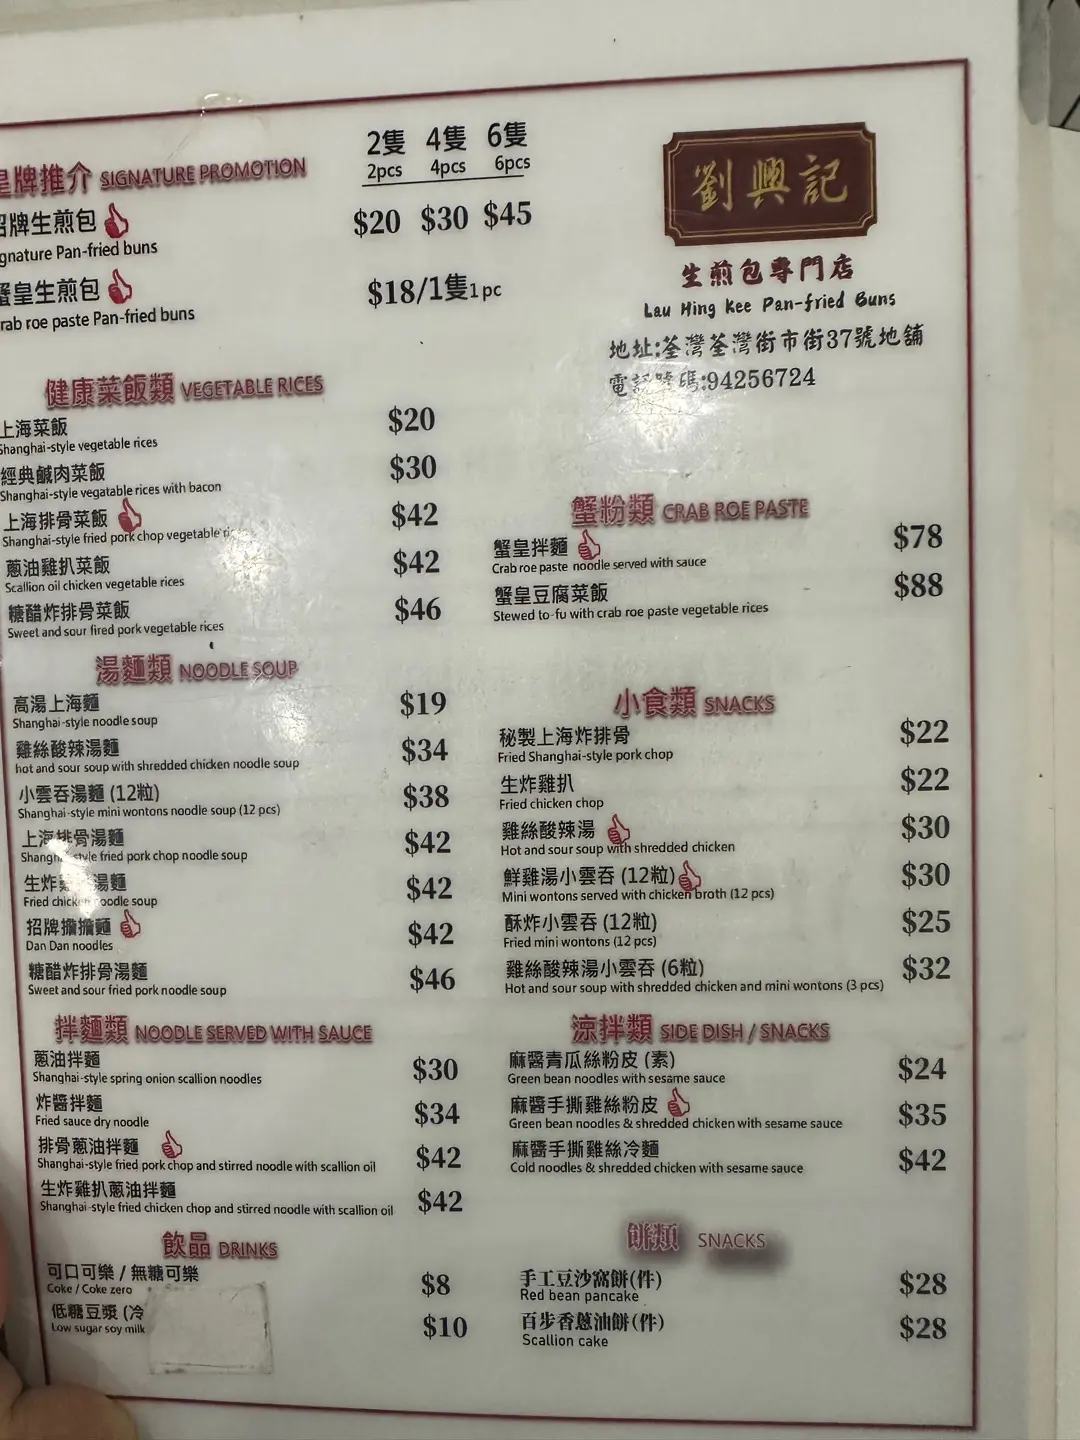 牌推介 SIGNATURE PROMOTION
2隻 4隻 6隻
2pcs 4pcs 6pcs
牌生煎包 $20 $30 $45
gnature Pan-fried buns
蟹皇生煎包 $18/1隻1pc
rab roe paste Pan-fried buns
健康菜飯類 VEGETABLE RICES
上海菜飯 $20
Shanghai-style vegetable rices
經典鹹肉菜飯 $30
Shanghai-style vegatable rices with bacon
上海排骨菜飯 $42
Shanghai-style fried pork chop vegetable
蔥油雞扒菜飯 $42
Scallion oil chicken vegetable rices
糖醋炸排骨菜飯 $46
Sweet and sour fired pork vegetable rices
湯麵類 NOODLE SOUP
高湯上海麵 $19
Shanghai-style noodle soup
雞絲酸辣湯麵 $34
hot and sour soup with shredded chicken noodle soup
小雲吞湯麵 (12粒) $38
Shanghai-style mini wontons noodle soup (12 pcs)
上海排骨湯麵 $42
Shangh style fried pork chop noodle soup
生炸 湯麵 $42
Fried chicken noodle soup
招牌擔擔麵 $42
Dan Dan noodles
糖醋炸排骨湯麵 $46
Sweet and sour fried pork noodle soup
拌麵類 NOODLE SERVED WITH SAUCE
蔥油拌麵 $30
Shanghai-style spring onion scallion noodles
炸醬拌麵 $34
Fried sauce dry noodle
排骨蔥油拌麵 $42
Shanghai-style fried pork chop and stirred noodle with scallion oil
生炸雞扒蔥油拌麵 $42
Shanghai-style fried chicken chop and stirred noodle with scallion oil
飲品 DRINKS
可口可樂 / 無糖可樂 $8
Coke / Coke zero
低糖豆漿 (冷 $10
Low sugar soy milk
劉興記
生煎包專門店
Lau Hing Kee Pan-fried Buns
地址:荃灣荃灣街市街37號地舖
電話號碼:94256724
蟹粉類 CRAB ROE PASTE
蟹皇拌麵 $78
Crab roe paste noodle served with sauce
蟹皇豆腐菜飯 $88
Stewed to-fu with crab roe paste vegetable rices
小食類 SNACKS
秘製上海炸排骨 $22
Fried Shanghai-style pork chop
生炸雞扒 $22
Fried chicken chop
雞絲酸辣湯 $30
Hot and sour soup with shredded chicken
鮮雞湯小雲吞 (12粒) $30
Mini wontons served with chicken broth (12 pcs)
酥炸小雲吞 (12粒) $25
Fried mini wontons (12 pcs)
雞絲酸辣湯小雲吞 (6粒) $32
Hot and sour soup with shredded chicken and mini wontons (3 pcs)
涼拌類 SIDE DISH / SNACKS
麻醬青瓜絲粉皮 (素) $24
Green bean noodles with sesame sauce
麻醬手撕雞絲粉皮 $35
Green bean noodles & shredded chicken with sesame sauce
麻醬手撕雞絲冷麵 $42
Cold noodles & shredded chicken with sesame sauce
餅類 SNACKS
手工豆沙窩餅(件) $28
Red bean pancake
百步香蔥油餅(件) $28
Scallion cake